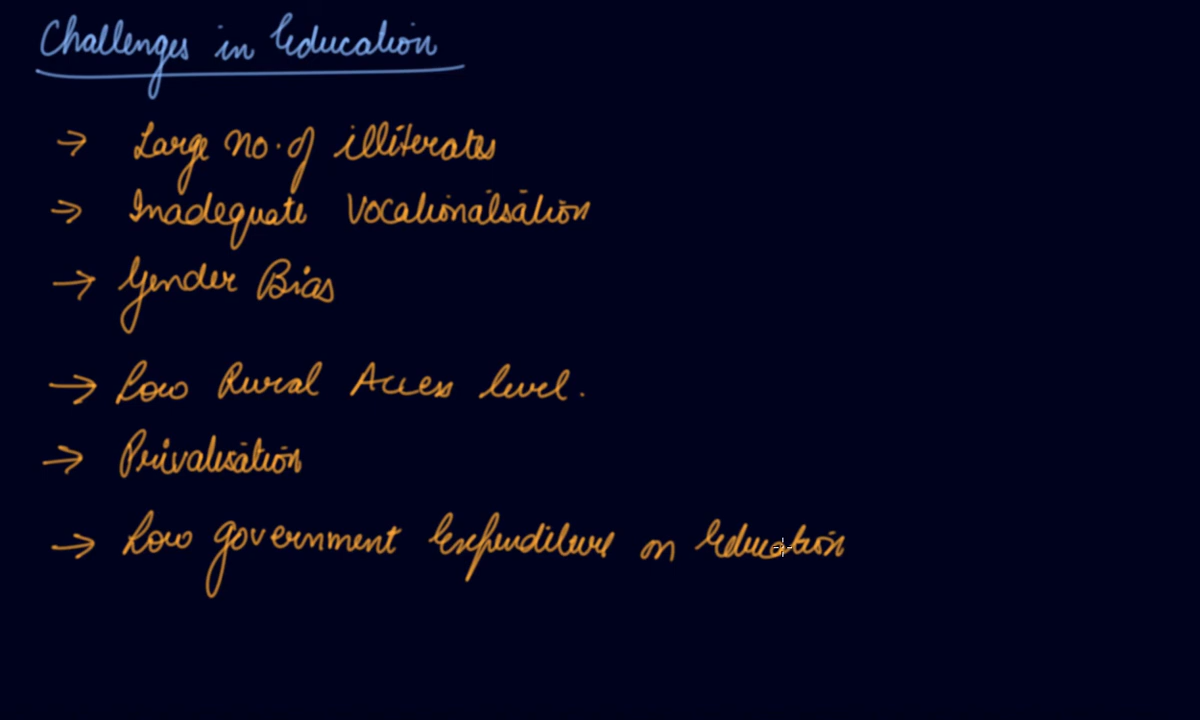 Challenges in Education
→ Large no. of illiterates
→ Inadequate Vocationalsation
→ Gender Bias
→ Low Rural Access level.
→ Privatisation
→ Low government Expenditure on Education